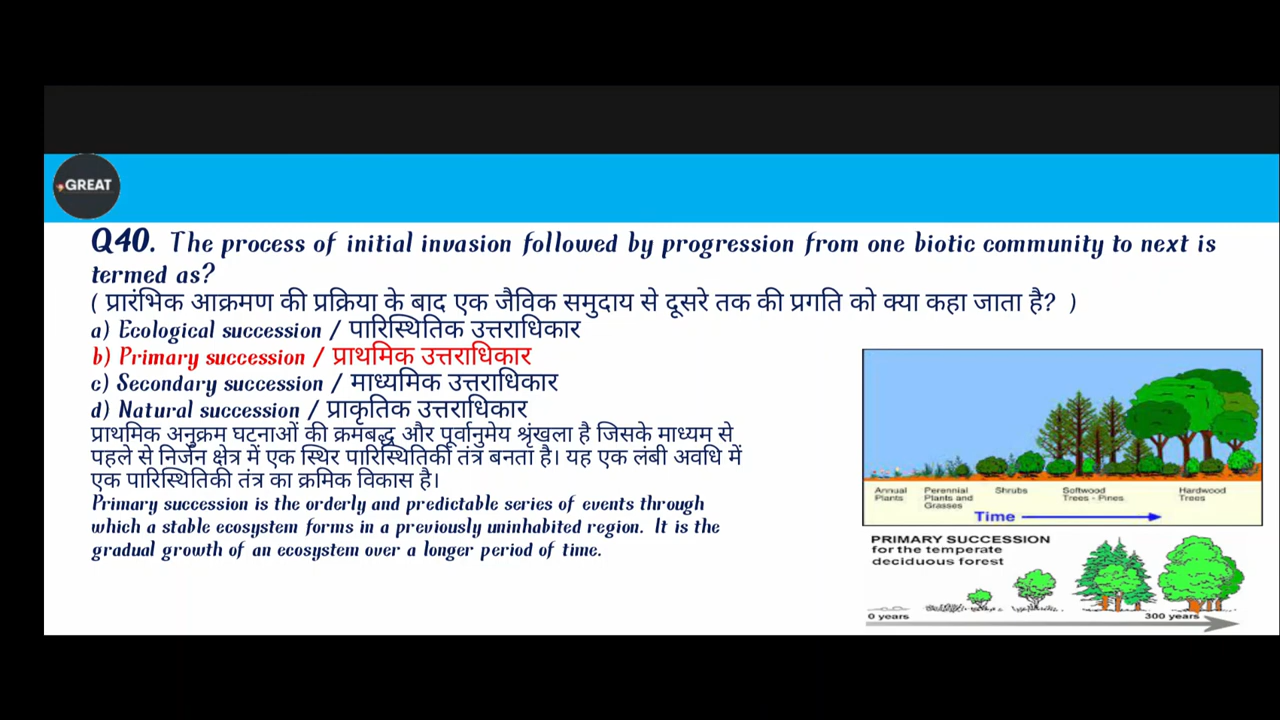 GREAT
Q40. The process of initial invasion followed by progression from one biotic community to next is
termed as?
( प्रारंभिक आक्रमण की प्रक्रिया के बाद एक जैविक समुदाय से दूसरे तक की प्रगति को क्या कहा जाता है? )
a) Ecological succession / पारिस्थितिक उत्तराधिकार
b) Primary succession / प्राथमिक उत्तराधिकार
c) Secondary succession / माध्यमिक उत्तराधिकार
d) Natural succession / प्राकृतिक उत्तराधिकार
प्राथमिक अनुक्रम घटनाओं की क्रमबद्ध और पूर्वानुमेय श्रृंखला है जिसके माध्यम से
पहले से निर्जन क्षेत्र में एक स्थिर पारिस्थितिकी तंत्र बनता है। यह एक लंबी अवधि में
एक पारिस्थितिकी तंत्र का क्रमिक विकास है।
Primary succession is the orderly and predictable series of events through
which a stable ecosystem forms in a previously uninhabited region. It is the
gradual growth of an ecosystem over a longer period of time.
Annual Plants
Perennial Plants and Grasses
Shrubs
Softwood Trees - Pines
Hardwood Trees
Time
PRIMARY SUCCESSION
for the temperate
deciduous forest
0 years
300 years